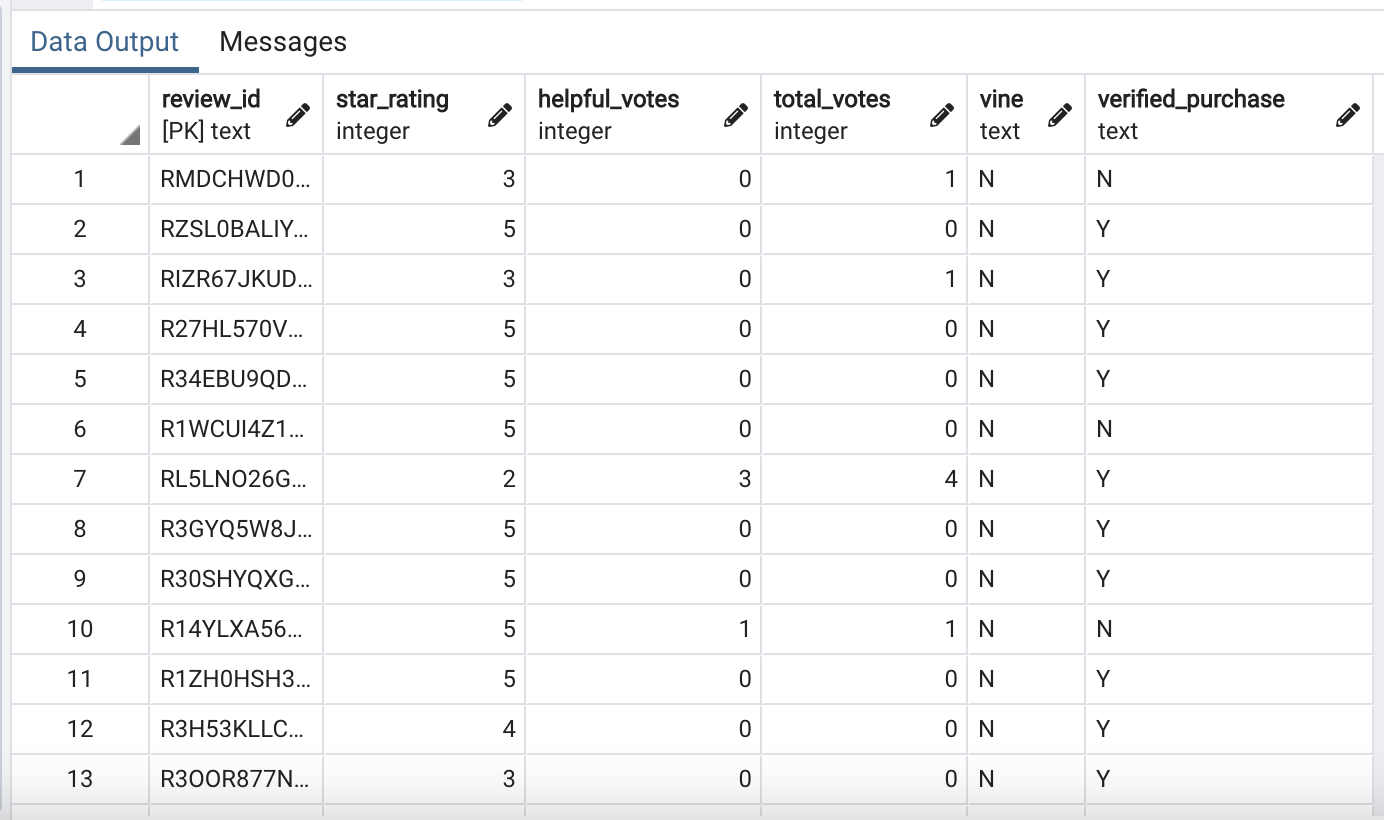 Data Output Messages
review_id star_rating helpful_votes total_votes vine verified_purchase
[PK] text integer integer integer text text
1 RMDCHWD0... 3 0 1 N N
2 RZSL0BALIY... 5 0 0 N Y
3 RIZR67JKUD... 3 0 1 N Y
4 R27HL570V... 5 0 0 N Y
5 R34EBU9QD... 5 0 0 N Y
6 R1WCUI4Z1... 5 0 0 N N
7 RL5LNO26G... 2 3 4 N Y
8 R3GYQ5W8J... 5 0 0 N Y
9 R30SHYQXG... 5 0 0 N Y
10 R14YLXA56... 5 1 1 N N
11 R1ZH0HSH3... 5 0 0 N Y
12 R3H53KLLC... 4 0 0 N Y
13 R3OOR877N... 3 0 0 N Y